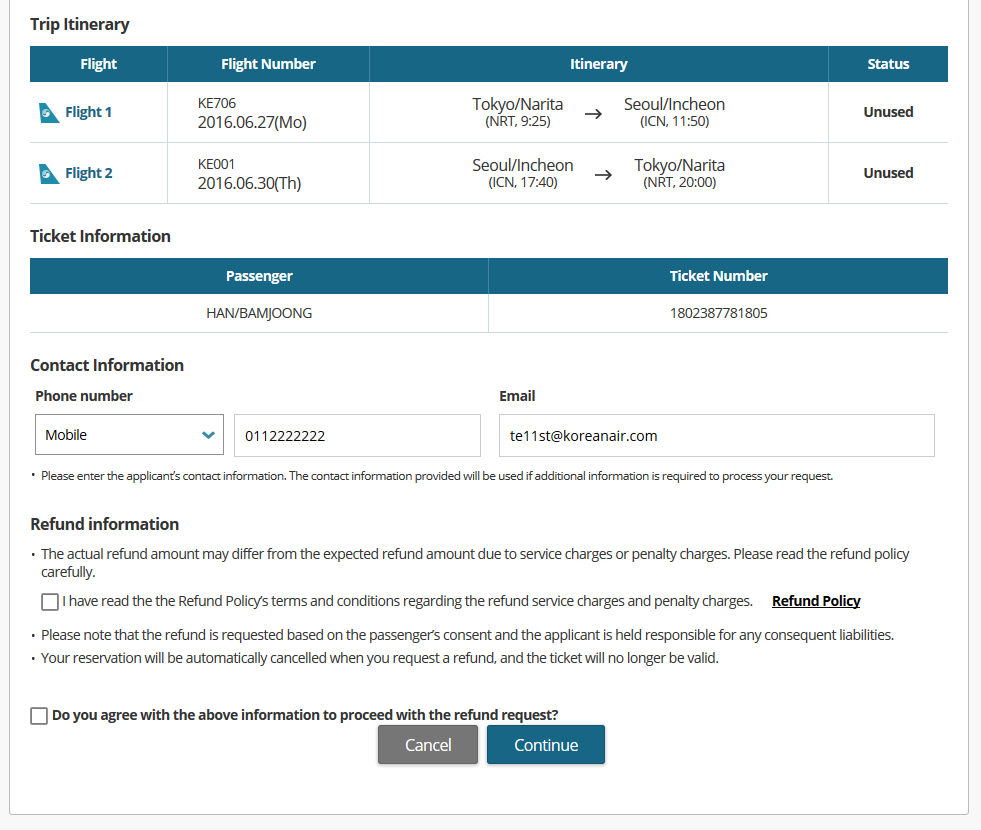 Trip Itinerary
Flight Flight Number Itinerary Status
Flight 1 KE706 2016.06.27(Mo) Tokyo/Narita (NRT, 9:25) → Seoul/Incheon (ICN, 11:50) Unused
Flight 2 KE001 2016.06.30(Th) Seoul/Incheon (ICN, 17:40) → Tokyo/Narita (NRT, 20:00) Unused
Ticket Information
Passenger Ticket Number
HAN/BAMJOONG 1802387781805
Contact Information
Phone number Email
Mobile 0112222222 te11st@koreanair.com
• Please enter the applicant's contact information. The contact information provided will be used if additional information is required to process your request.
Refund information
• The actual refund amount may differ from the expected refund amount due to service charges or penalty charges. Please read the refund policy
carefully.
I have read the the Refund Policy's terms and conditions regarding the refund service charges and penalty charges. Refund Policy
• Please note that the refund is requested based on the passenger's consent and the applicant is held responsible for any consequent liabilities.
• Your reservation will be automatically cancelled when you request a refund, and the ticket will no longer be valid.
Do you agree with the above information to proceed with the refund request?
Cancel Continue